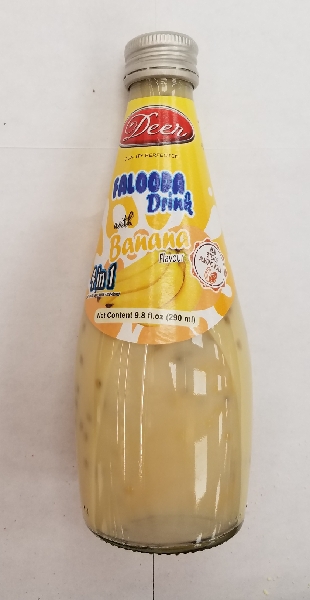 Deer
FALOODA
Drink
with
Banana
Flavour
3 in 1
Net Content 9.8 fl.oz (290 ml)